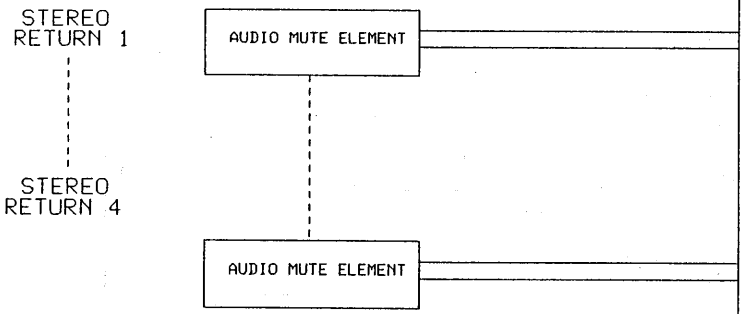 STEREO
RETURN 1
AUDIO MUTE ELEMENT
STEREO
RETURN 4
AUDIO MUTE ELEMENT